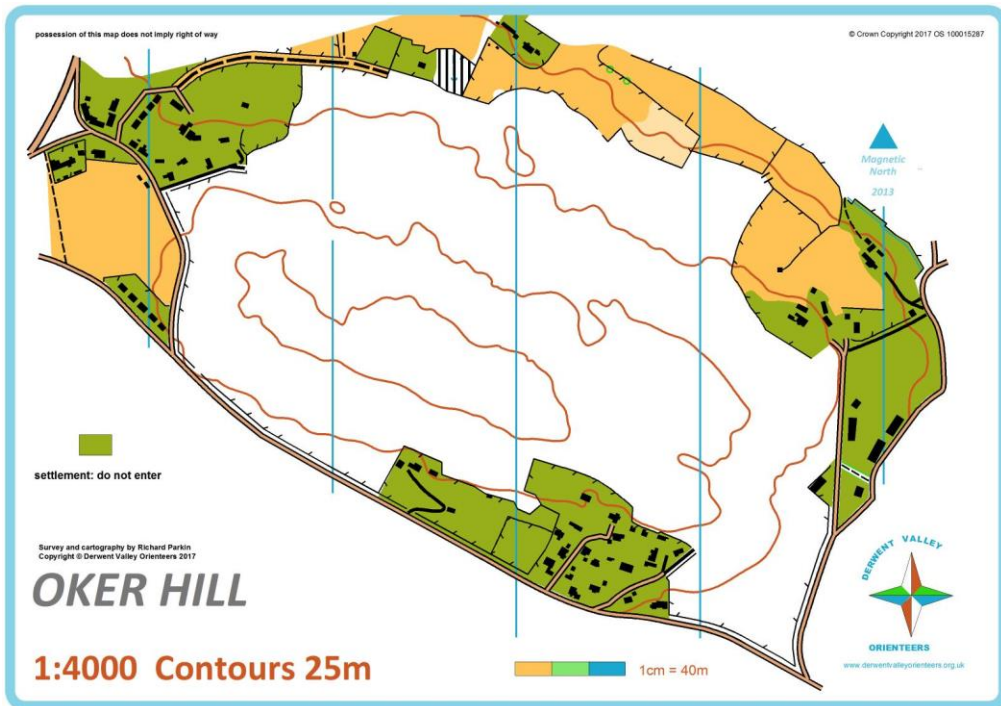 possession of this map does not imply right of way
© Crown Copyright 2017 OS 100015287
Magnetic
North
2013
settlement: do not enter
Survey and cartography by Richard Parkin
Copyright © Derwent Valley Orienteers 2017
OKER HILL
1:4000 Contours 25m
1cm = 40m
DERWENT VALLEY
ORIENTEERS
www.derwentvalleyorienteers.org.uk